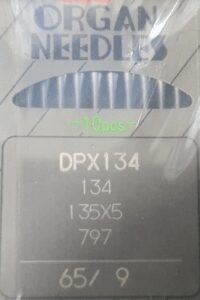 ORGAN
NEEDLES
-10pcs-
DPX134
134
135X5
797
65/ 9